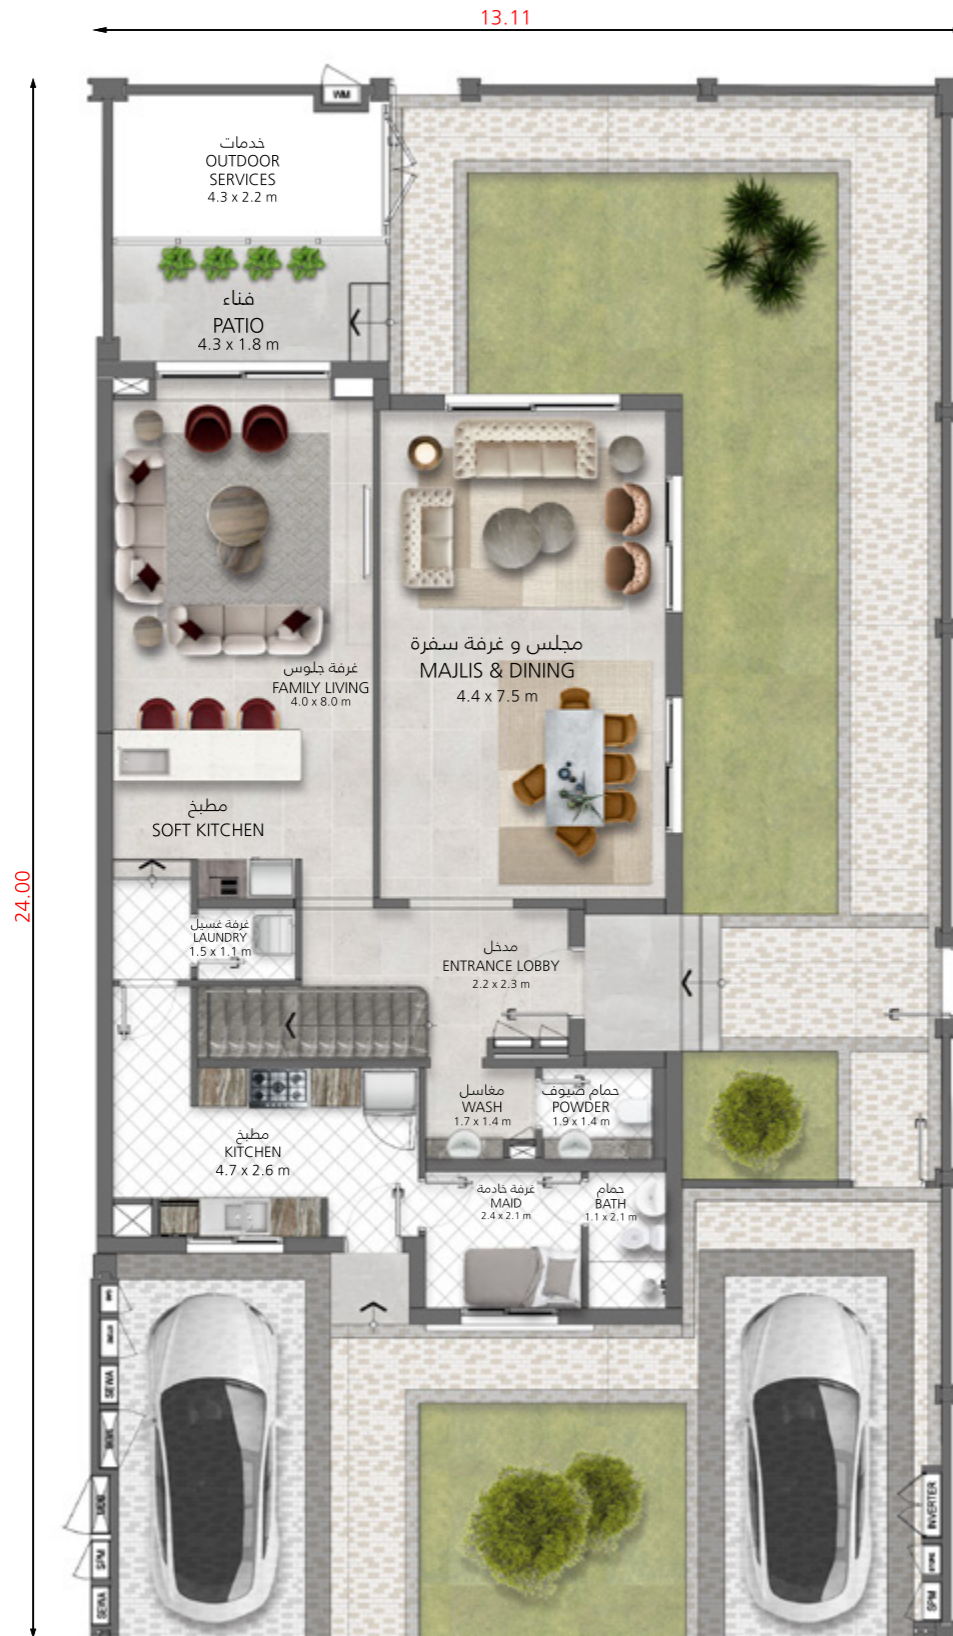 13.11
24.00
WM
خدمات
OUTDOOR
SERVICES
4.3 x 2.2 m
فناء
PATIO
4.3 x 1.8 m
غرفة جلوس
FAMILY LIVING
4.0 x 8.0 m
مجلس و غرفة سفرة
MAJLIS & DINING
4.4 x 7.5 m
مطبخ
SOFT KITCHEN
غرفة غسيل
LAUNDRY
1.5 x 1.1 m
مدخل
ENTRANCE LOBBY
2.2 x 2.3 m
مغاسل
WASH
1.7 x 1.4 m
حمام ضيوف
POWDER
1.9 x 1.4 m
مطبخ
KITCHEN
4.7 x 2.6 m
غرفة خادمة
MAID
2.4 x 2.1 m
حمام
BATH
1.1 x 2.1 m
SEWA
SPM
SEWA
INVERTER
SPM